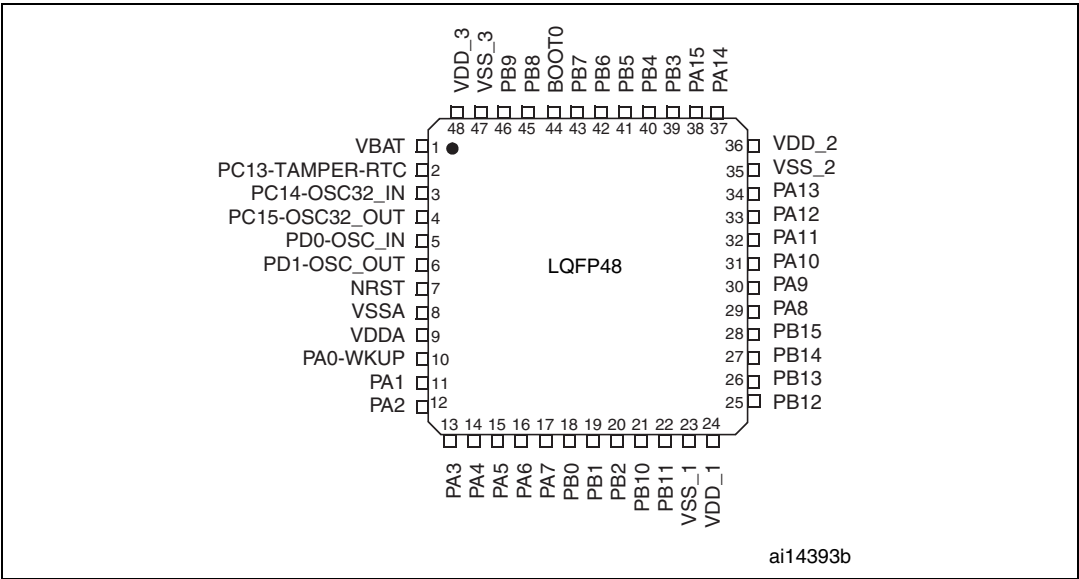 VDD_3
VSS_3
PB9
PB8
BOOT0
PB7
PB6
PB5
PB4
PB3
PA15
PA14
48 47 46 45 44 43 42 41 40 39 38 37
VBAT 1
PC13-TAMPER-RTC 2
PC14-OSC32_IN 3
PC15-OSC32_OUT 4
PD0-OSC_IN 5
PD1-OSC_OUT 6
NRST 7
VSSA 8
VDDA 9
PA0-WKUP 10
PA1 11
PA2 12
LQFP48
36 VDD_2
35 VSS_2
34 PA13
33 PA12
32 PA11
31 PA10
30 PA9
29 PA8
28 PB15
27 PB14
26 PB13
25 PB12
13 14 15 16 17 18 19 20 21 22 23 24
PA3
PA4
PA5
PA6
PA7
PB0
PB1
PB2
PB10
PB11
VSS_1
VDD_1
ai14393b